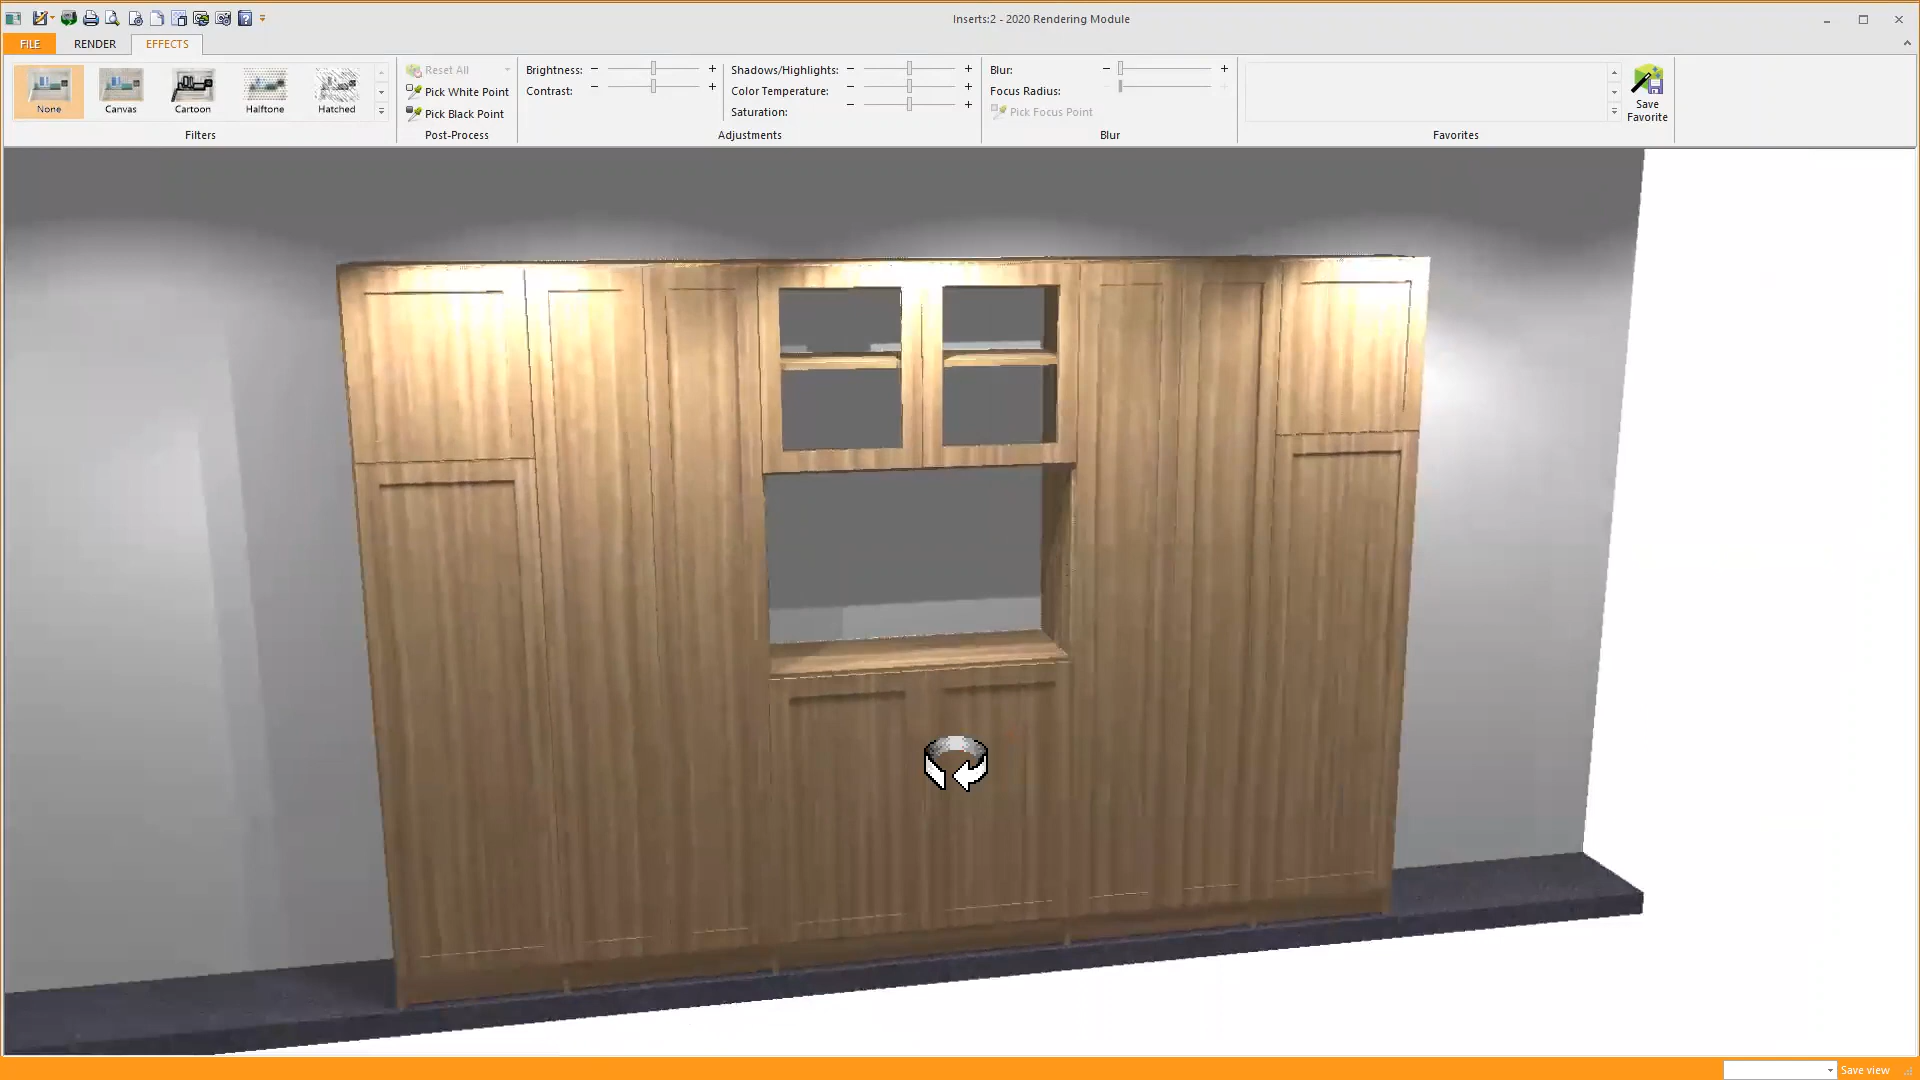 Inserts:2 - 2020 Rendering Module
FILE RENDER EFFECTS
None Canvas Cartoon Halftone Hatched
Filters
Reset All
Pick White Point
Pick Black Point
Post-Process
Brightness:
Contrast:
Shadows/Highlights:
Color Temperature:
Saturation:
Adjustments
Blur:
Focus Radius:
Pick Focus Point
Blur
Favorites
Save
Favorite
Save view